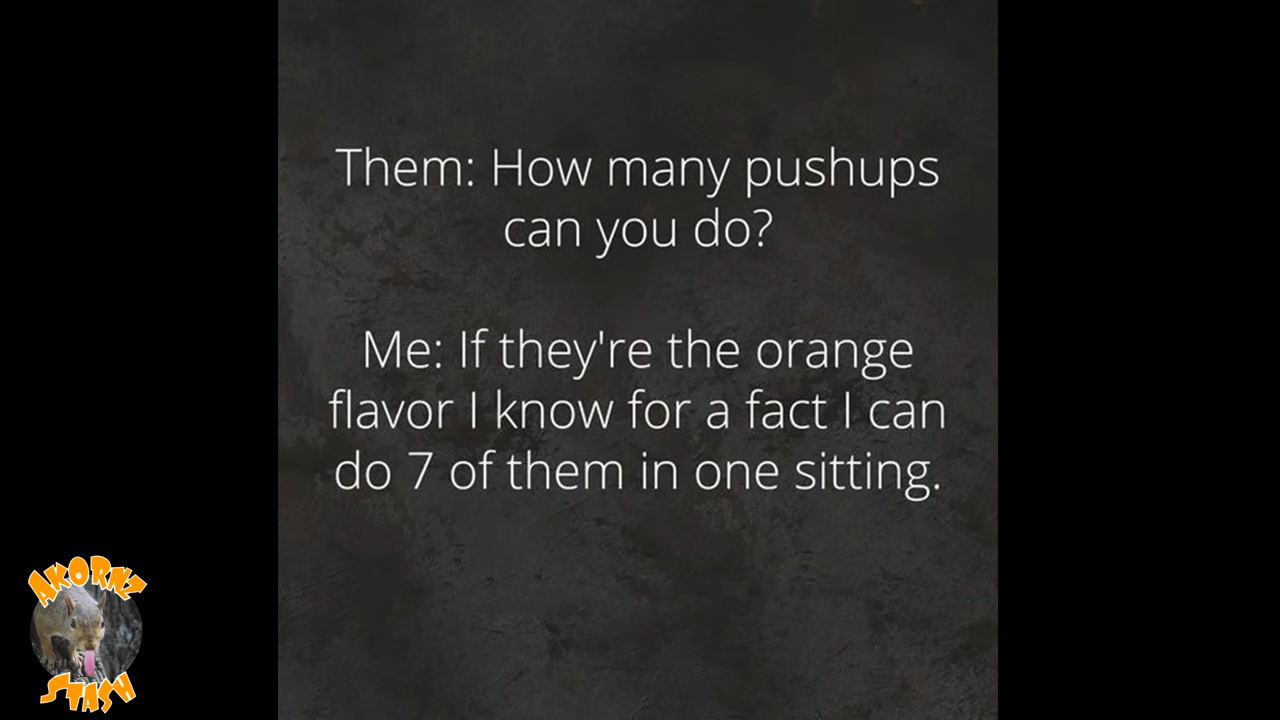 Them: How many pushups
can you do?
Me: If they're the orange
flavor I know for a fact I can
do 7 of them in one sitting.
AKORNZ
STASH